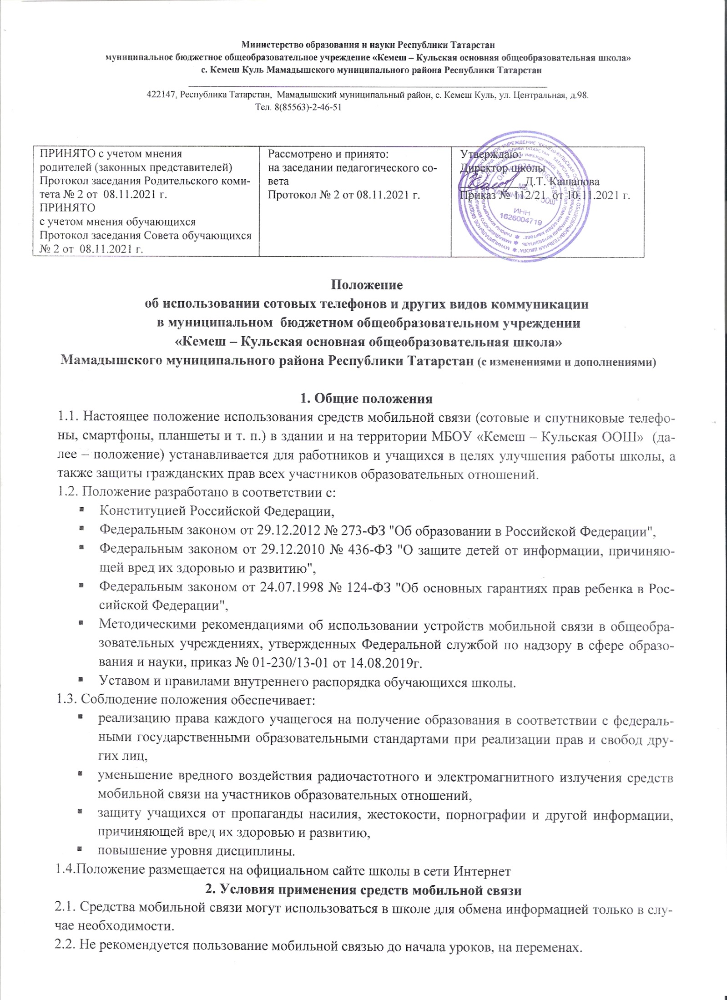 Министерство образования и науки Республики Татарстан
муниципальное бюджетное общеобразовательное учреждение «Кемеш – Кульская основная общеобразовательная школа»
с. Кемеш Куль Мамадышского муниципального района Республики Татарстан
422147, Республика Татарстан,  Мамадышский муниципальный район, с. Кемеш Куль, ул. Центральная, д.98.
Тел. 8(85563)-2-46-51
ПРИНЯТО с учетом мнения
родителей (законных представителей)
Протокол заседания Родительского коми-
тета № 2 от  08.11.2021 г.
ПРИНЯТО
с учетом мнения обучающихся
Протокол заседания Совета обучающихся
№ 2 от  08.11.2021 г.
Рассмотрено и принято:
на заседании педагогического со-
вета
Протокол № 2 от 08.11.2021 г.
Утверждаю:
Директор школы
Д.Т. Кашапова
Приказ № 112/21  от 10.11.2021 г.
ИНН
1626004719
Положение
об использовании сотовых телефонов и других видов коммуникации
в муниципальном  бюджетном общеобразовательном учреждении
«Кемеш – Кульская основная общеобразовательная школа»
Мамадышского муниципального района Республики Татарстан (с изменениями и дополнениями)
1. Общие положения
1.1. Настоящее положение использования средств мобильной связи (сотовые и спутниковые телефо-
ны, смартфоны, планшеты и т. п.) в здании и на территории МБОУ «Кемеш – Кульская ООШ»  (да-
лее – положение) устанавливается для работников и учащихся в целях улучшения работы школы, а
также защиты гражданских прав всех участников образовательных отношений.
1.2. Положение разработано в соответствии с:
▪ Конституцией Российской Федерации,
▪ Федеральным законом от 29.12.2012 № 273-ФЗ "Об образовании в Российской Федерации",
▪ Федеральным законом от 29.12.2010 № 436-ФЗ "О защите детей от информации, причиняю-
щей вред их здоровью и развитию",
▪ Федеральным законом от 24.07.1998 № 124-ФЗ "Об основных гарантиях прав ребенка в Рос-
сийской Федерации",
▪ Методическими рекомендациями об использовании устройств мобильной связи в общеобра-
зовательных учреждениях, утвержденных Федеральной службой по надзору в сфере образо-
вания и науки, приказ № 01-230/13-01 от 14.08.2019г.
▪ Уставом и правилами внутреннего распорядка обучающихся школы.
1.3. Соблюдение положения обеспечивает:
▪ реализацию права каждого учащегося на получение образования в соответствии с федераль-
ными государственными образовательными стандартами при реализации прав и свобод дру-
гих лиц,
▪ уменьшение вредного воздействия радиочастотного и электромагнитного излучения средств
мобильной связи на участников образовательных отношений,
▪ защиту учащихся от пропаганды насилия, жестокости, порнографии и другой информации,
причиняющей вред их здоровью и развитию,
▪ повышение уровня дисциплины.
1.4.Положение размещается на официальном сайте школы в сети Интернет
2. Условия применения средств мобильной связи
2.1. Средства мобильной связи могут использоваться в школе для обмена информацией только в слу-
чае необходимости.
2.2. Не рекомендуется пользование мобильной связью до начала уроков, на переменах.